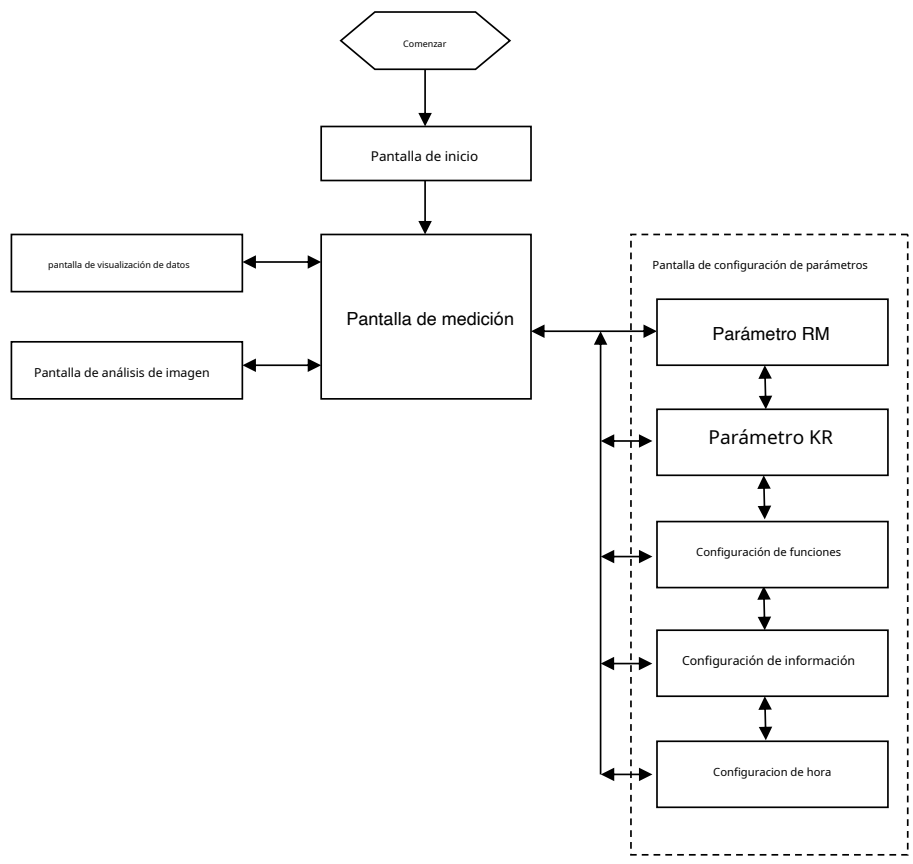 Comenzar
Pantalla de inicio
pantalla de visualización de datos
Pantalla de análisis de imagen
Pantalla de medición
Pantalla de configuración de parámetros
Parámetro RM
Parámetro KR
Configuración de funciones
Configuración de información
Configuracion de hora